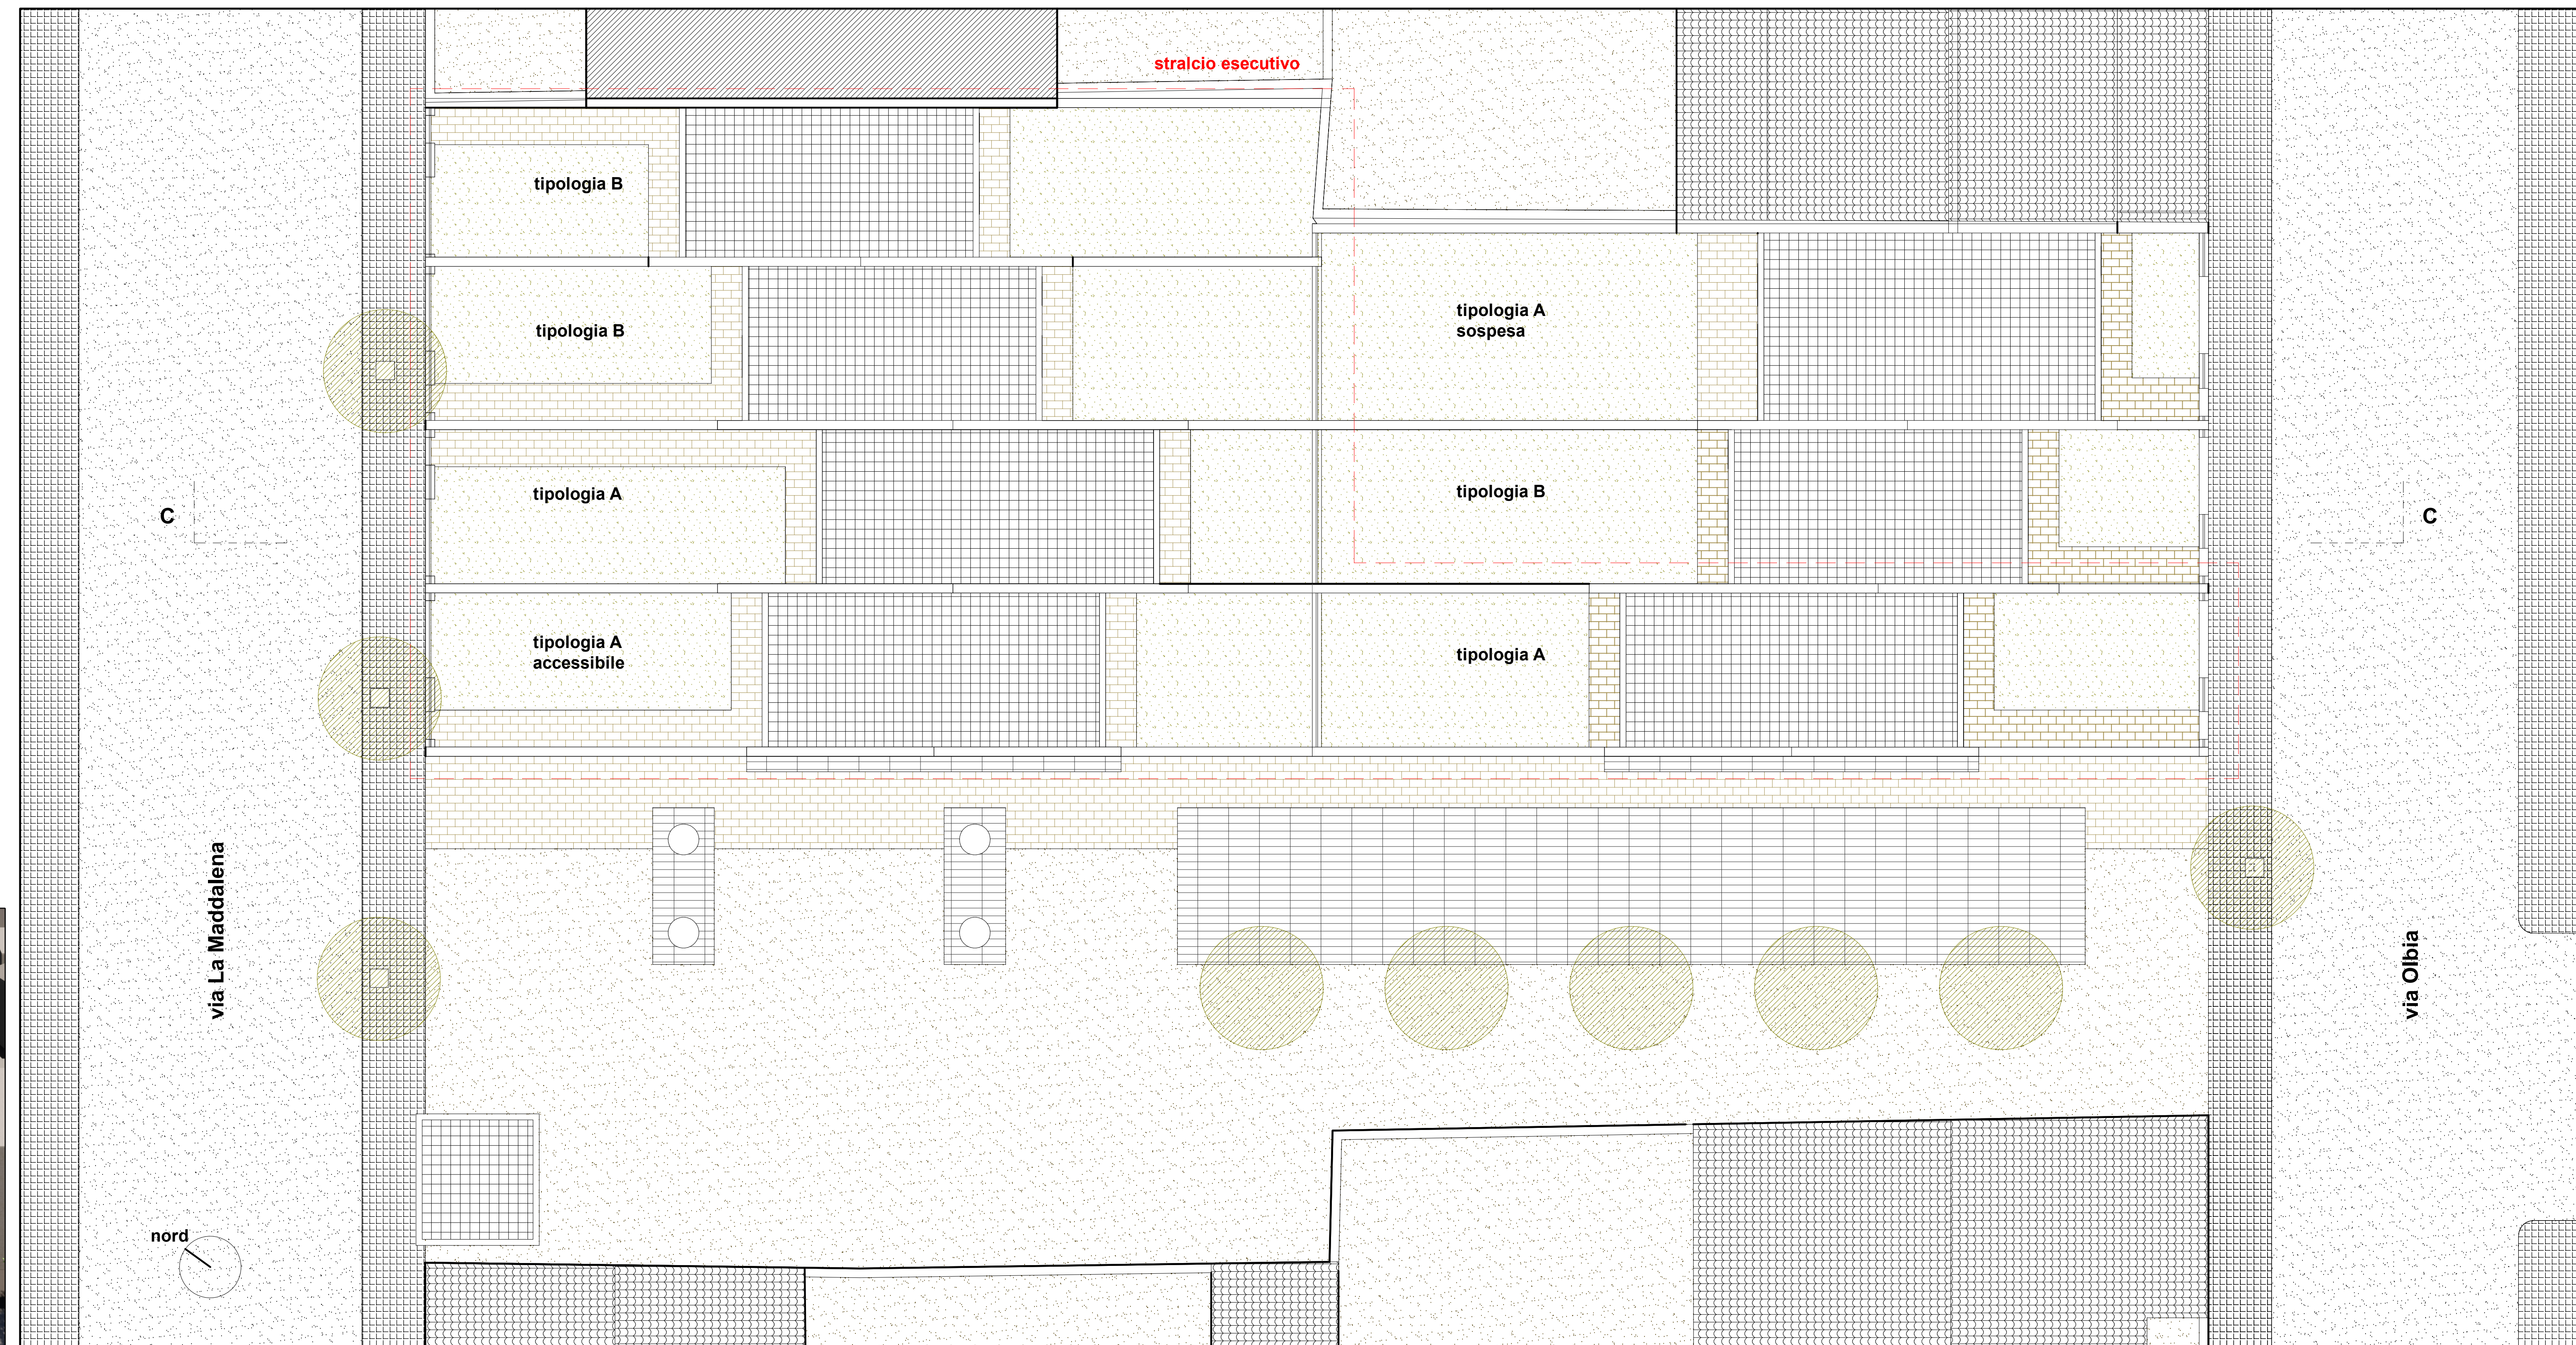 stralcio esecutivo
tipologia B
tipologia B
tipologia A
sospesa
tipologia A
tipologia B
C
C
tipologia A
accessibile
tipologia A
via La Maddalena
via Olbia
nord